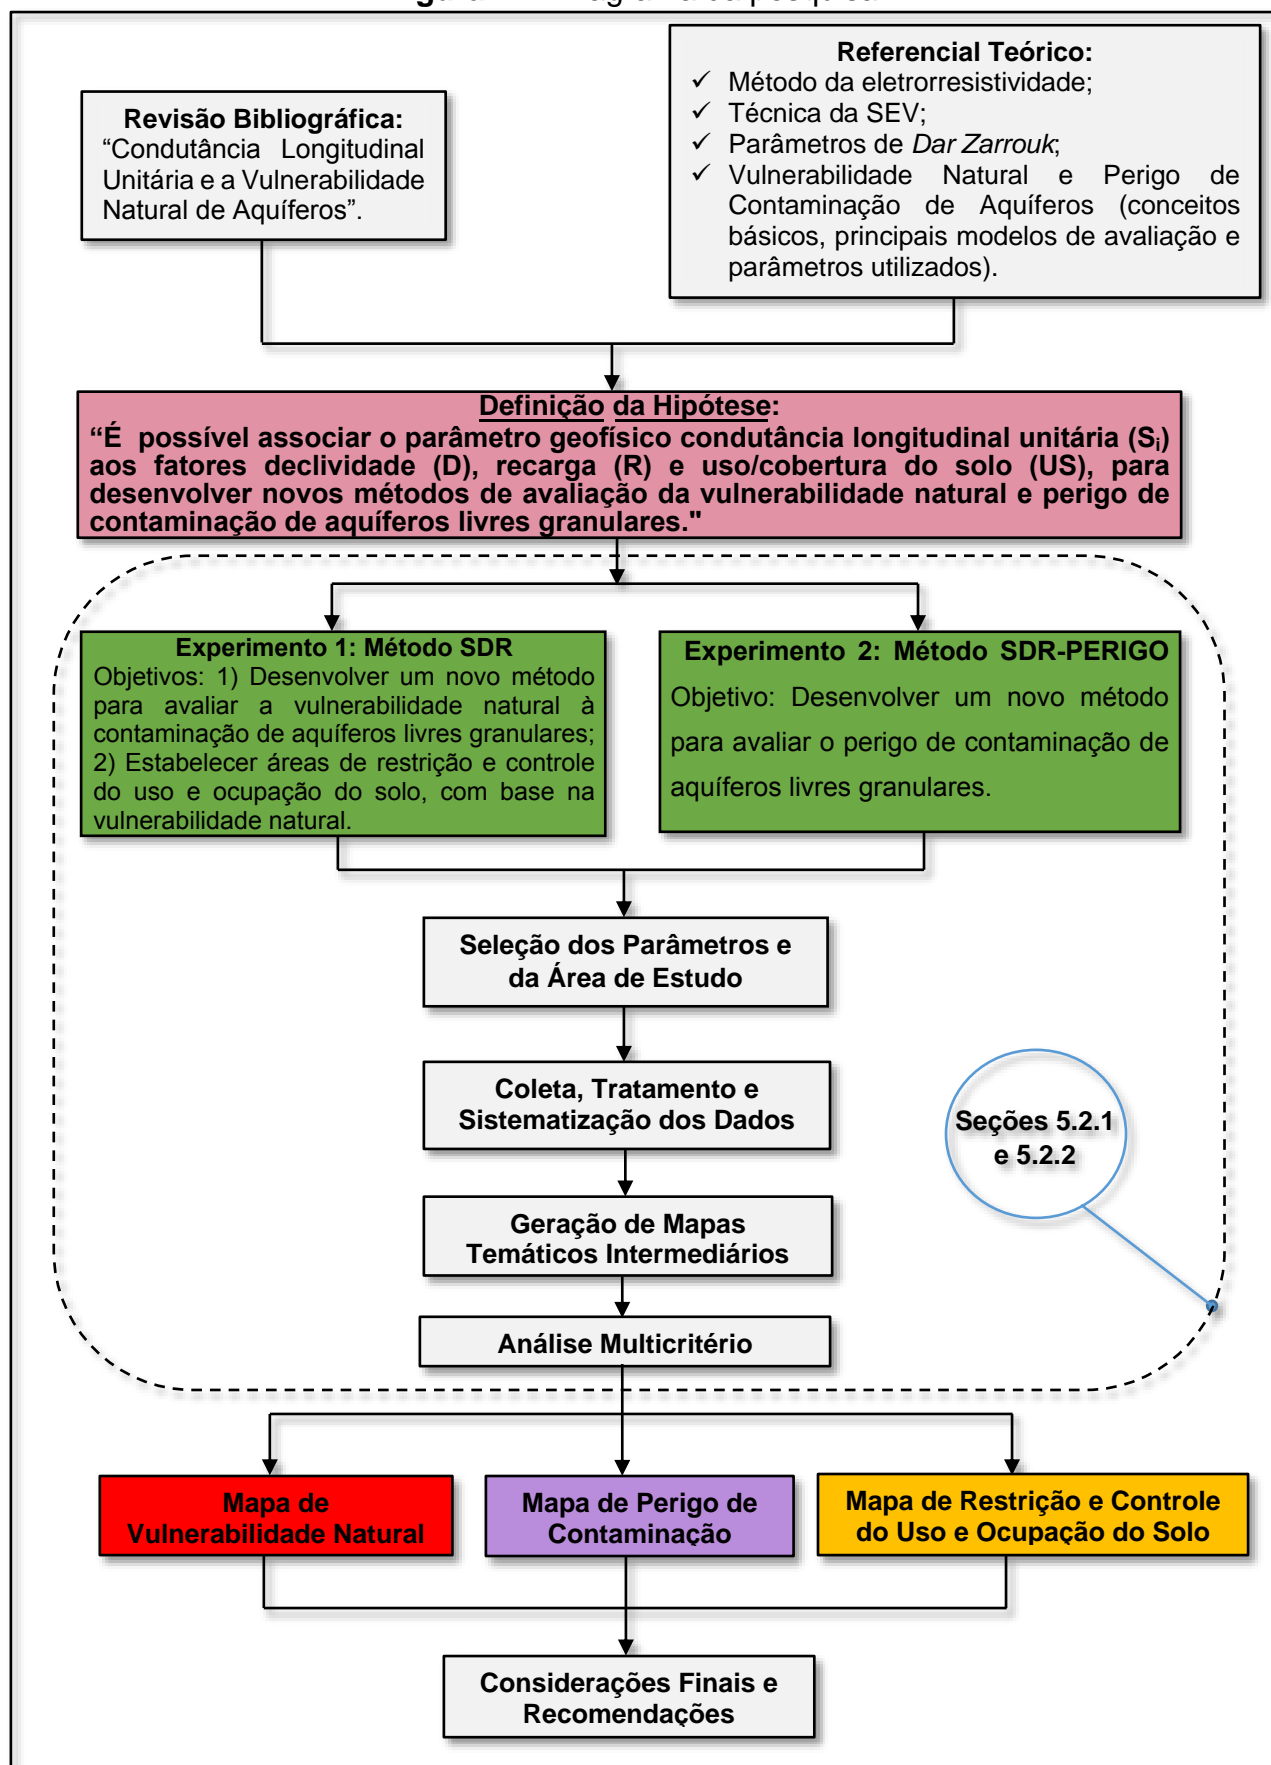 Revisão Bibliográfica:
“Condutância Longitudinal
Unitária e a Vulnerabilidade
Natural de Aquíferos”.
Referencial Teórico:
✓ Método da eletrorresistividade;
✓ Técnica da SEV;
✓ Parâmetros de Dar Zarrouk;
✓ Vulnerabilidade Natural e Perigo de
Contaminação de Aquíferos (conceitos
básicos, principais modelos de avaliação e
parâmetros utilizados).
Definição da Hipótese:
“É possível associar o parâmetro geofísico condutância longitudinal unitária (Si)
aos fatores declividade (D), recarga (R) e uso/cobertura do solo (US), para
desenvolver novos métodos de avaliação da vulnerabilidade natural e perigo de
contaminação de aquíferos livres granulares."
Experimento 1: Método SDR
Objetivos: 1) Desenvolver um novo método
para avaliar a vulnerabilidade natural à
contaminação de aquíferos livres granulares;
2) Estabelecer áreas de restrição e controle
do uso e ocupação do solo, com base na
vulnerabilidade natural.
Experimento 2: Método SDR-PERIGO
Objetivo: Desenvolver um novo método
para avaliar o perigo de contaminação de
aquíferos livres granulares.
Seleção dos Parâmetros e
da Área de Estudo
Coleta, Tratamento e
Sistematização dos Dados
Seções 5.2.1
e 5.2.2
Geração de Mapas
Temáticos Intermediários
Análise Multicritério
Mapa de
Vulnerabilidade Natural
Mapa de Perigo de
Contaminação
Mapa de Restrição e Controle
do Uso e Ocupação do Solo
Considerações Finais e
Recomendações